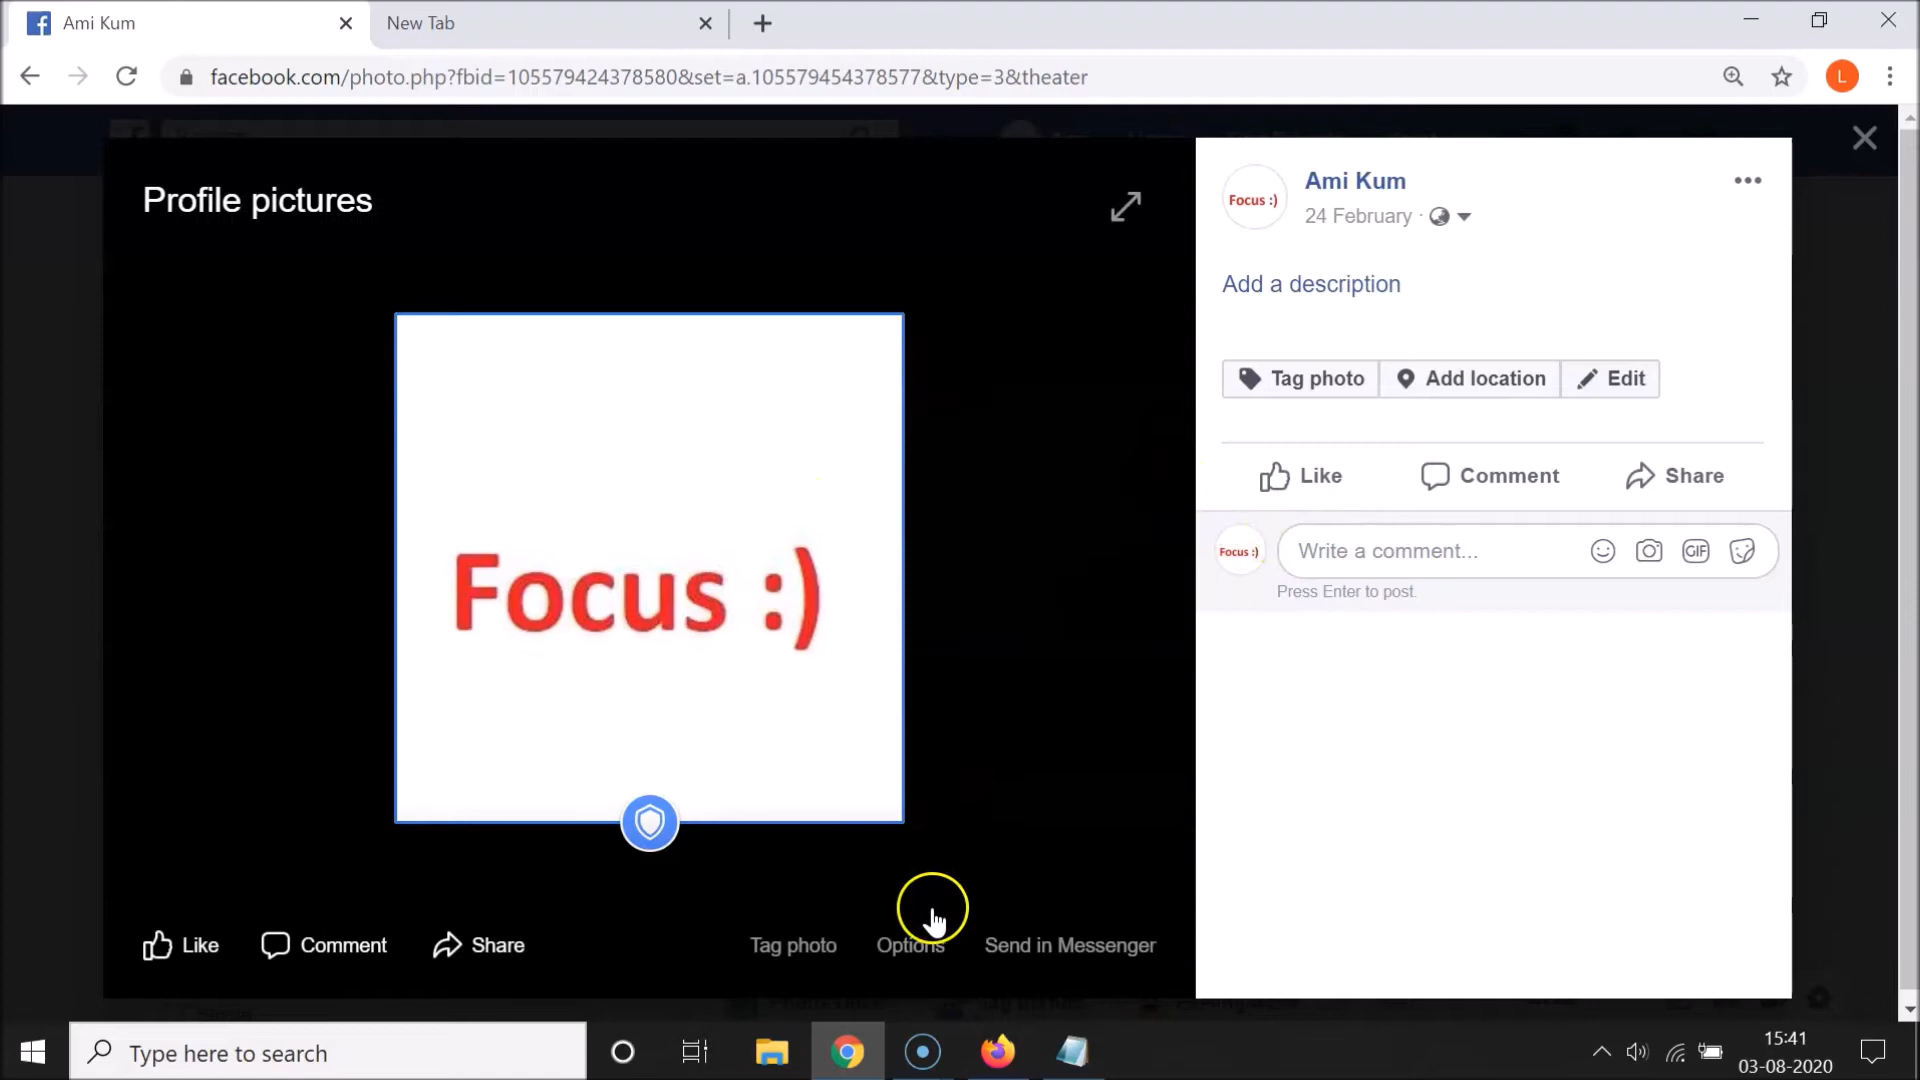 Ami Kum
New Tab
facebook.com/photo.php?fbid=105579424378580&set=a.105579454378577&type=3&theater
L
Profile pictures
Focus :)
Like
Comment
Share
Tag photo
Options
Send in Messenger
Focus :)
Ami Kum
24 February ·
Add a description
Tag photo
Add location
Edit
Like
Comment
Share
Focus :)
Write a comment...
GIF
Press Enter to post.
Type here to search
15:41
03-08-2020